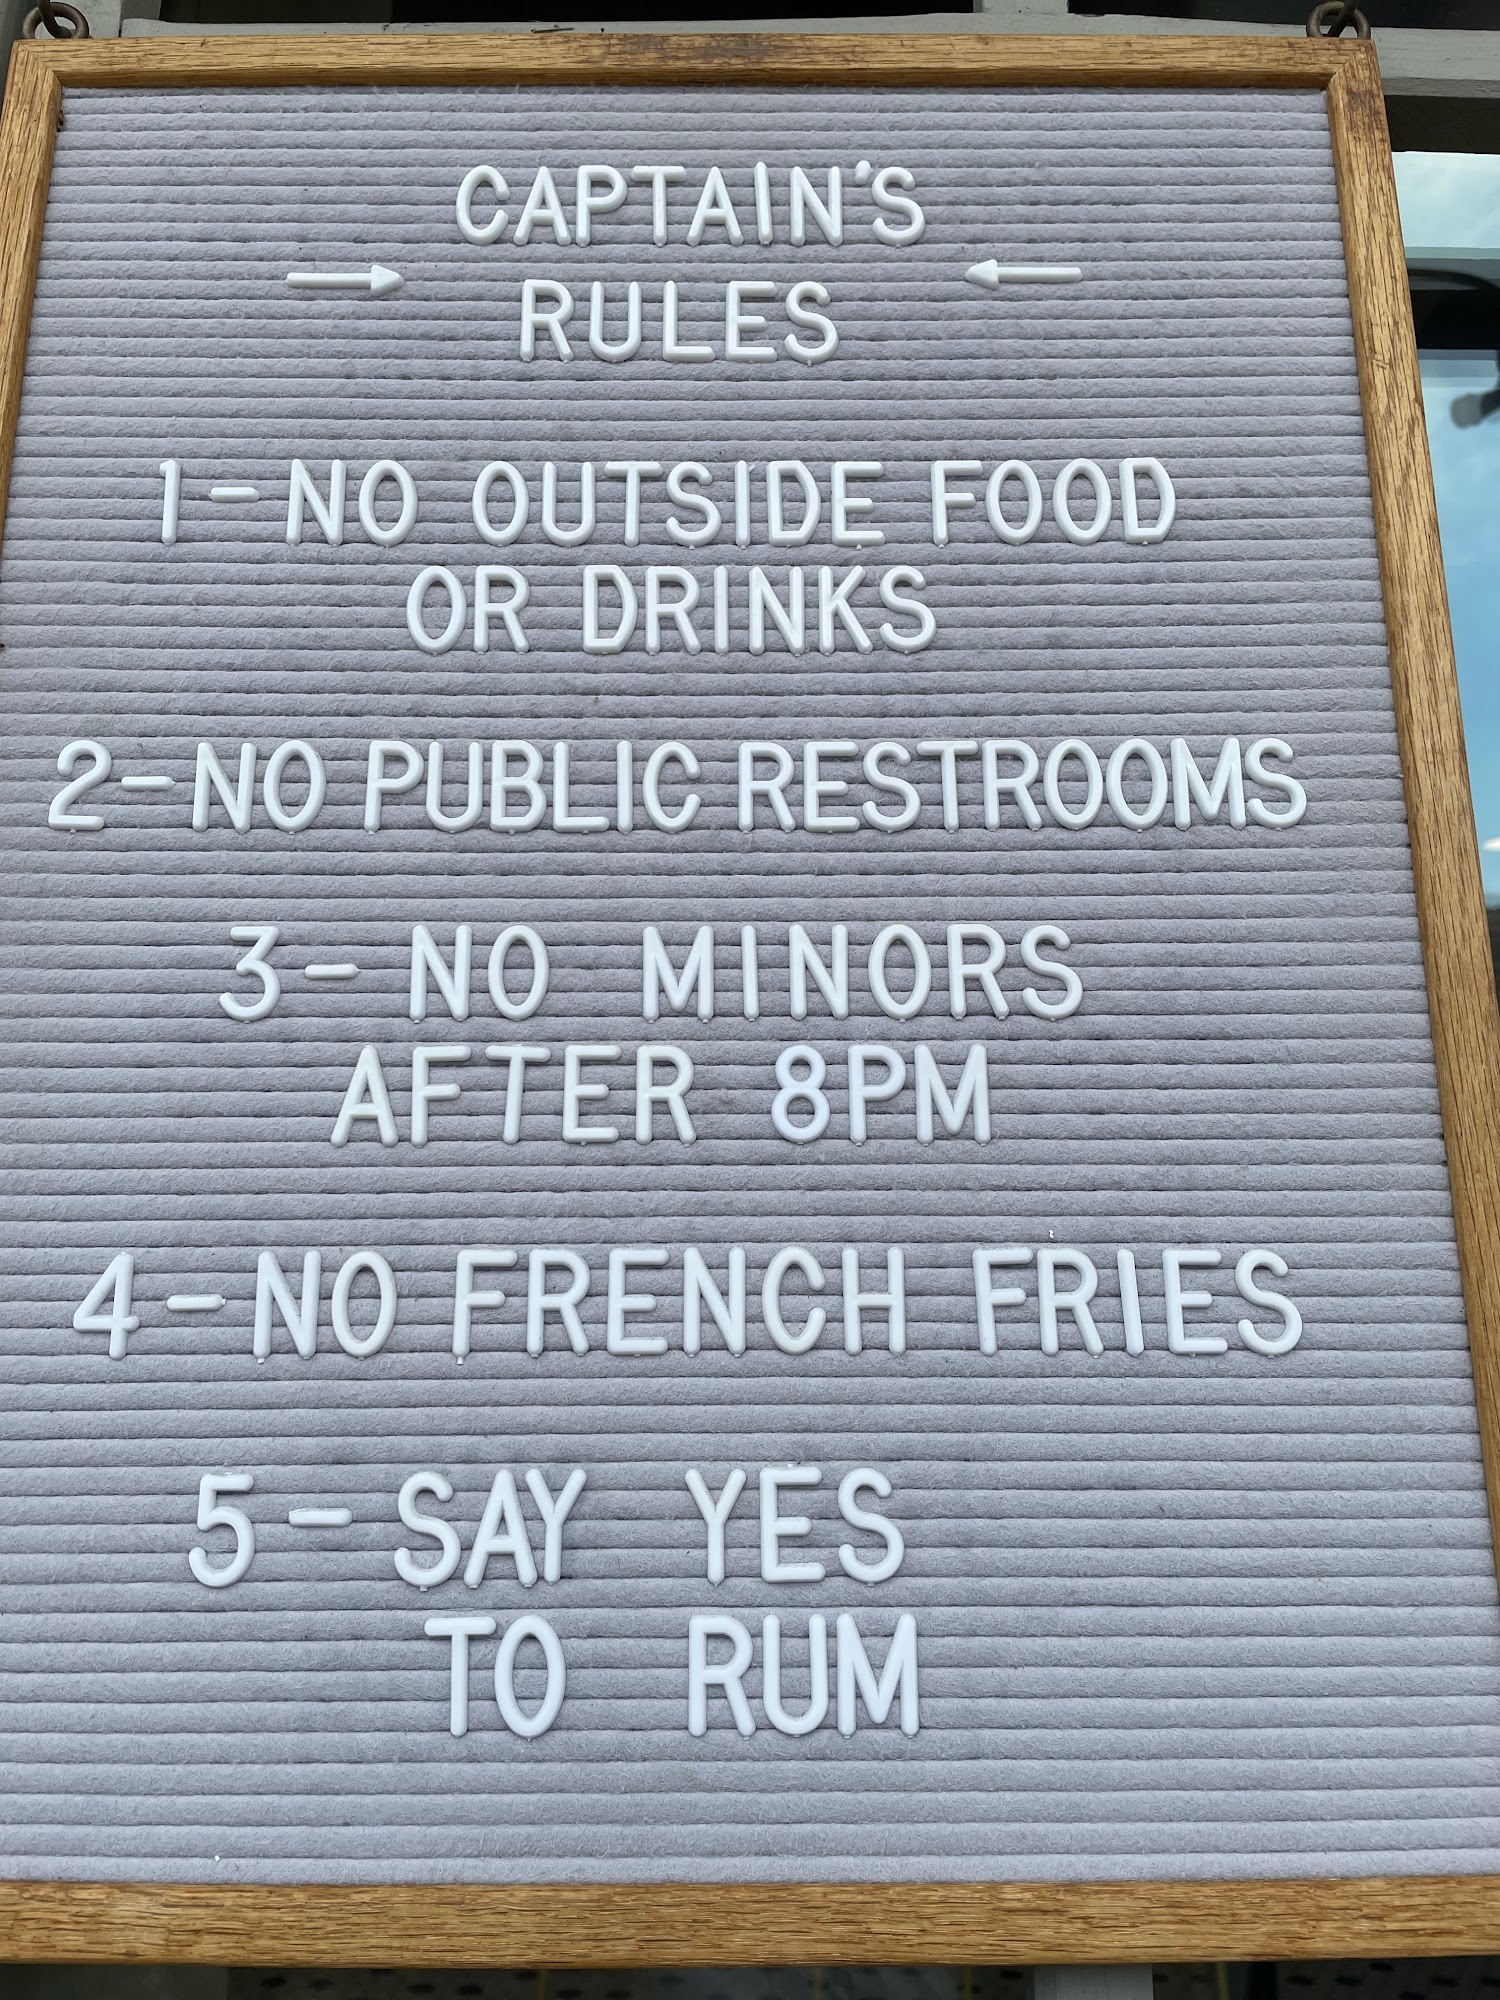 CAPTAIN'S
RULES
1-NO OUTSIDE FOOD
OR DRINKS
2-NO PUBLIC RESTROOMS
3- NO MINORS
AFTER 8PM
4-NO FRENCH FRIES
5-SAY YES
TO RUM